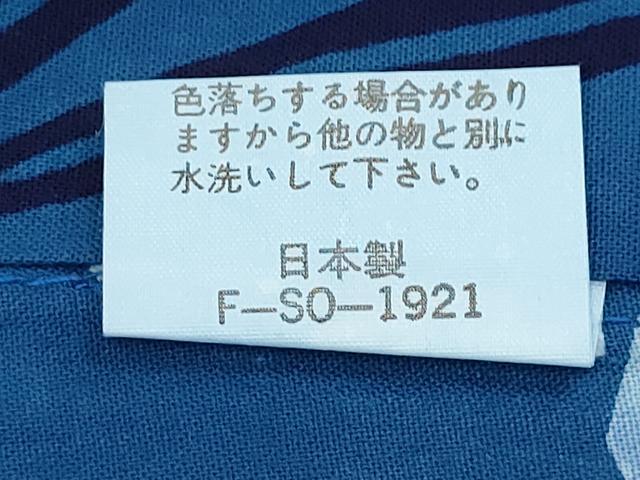 色落ちする場合があり
ますから他の物と別に
水洗いして下さい。
日本製
F—SO—1921